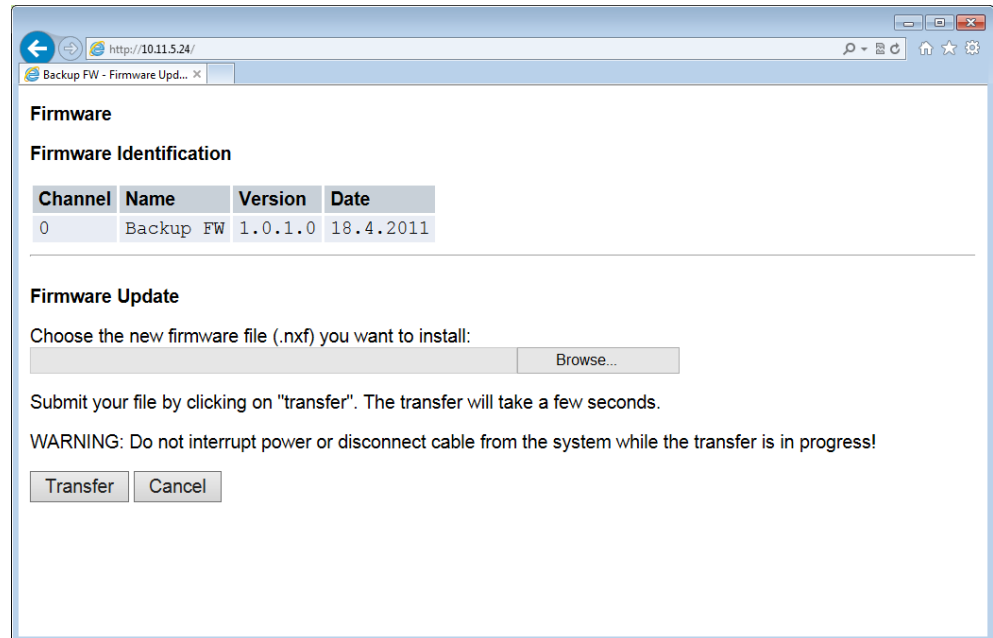 http://10.11.5.24/
Backup FW - Firmware Upd...
Firmware
Firmware Identification
Channel Name Version Date
0 Backup FW 1.0.1.0 18.4.2011
Firmware Update
Choose the new firmware file (.nxf) you want to install:
Browse...
Submit your file by clicking on "transfer". The transfer will take a few seconds.
WARNING: Do not interrupt power or disconnect cable from the system while the transfer is in progress!
Transfer Cancel